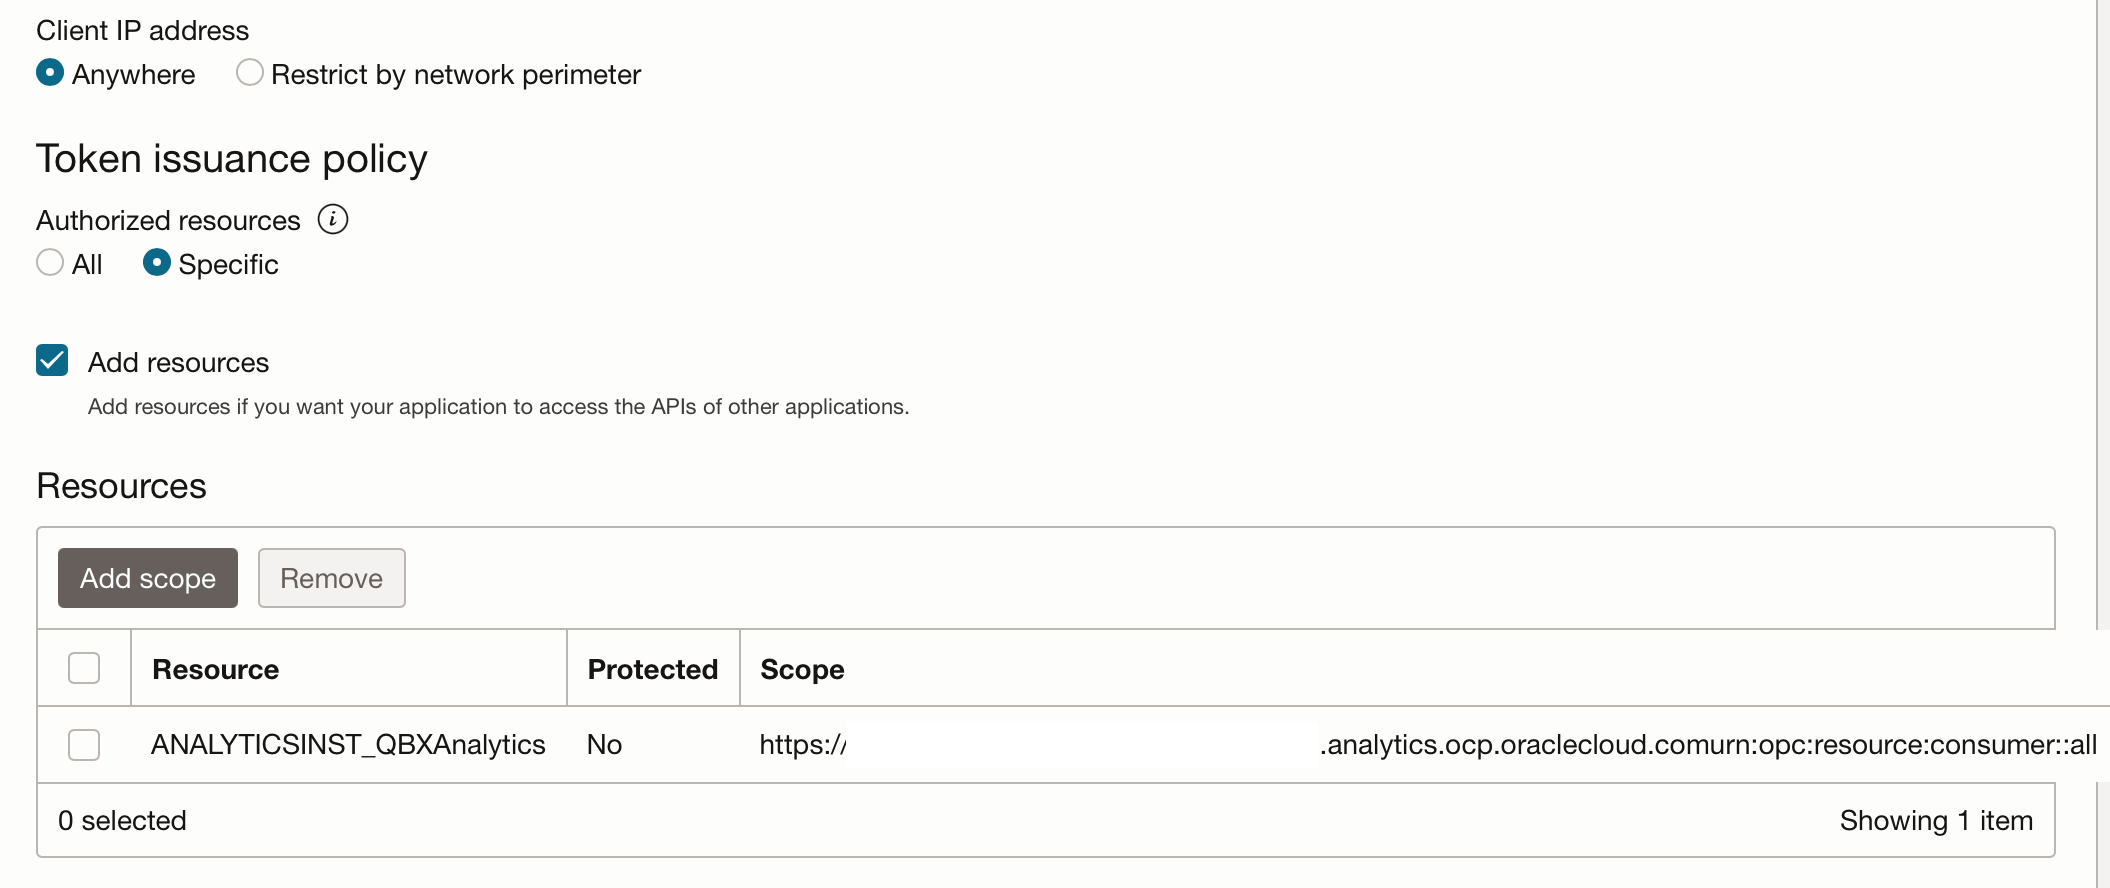 Client IP address
Anywhere Restrict by network perimeter
Token issuance policy
Authorized resources i
All Specific
Add resources
Add resources if you want your application to access the APIs of other applications.
Resources
Add scope Remove
Resource Protected Scope
ANALYTICSINST_QBXAnalytics No https:// .analytics.ocp.oraclecloud.comurn:opc:resource:consumer::all
0 selected Showing 1 item